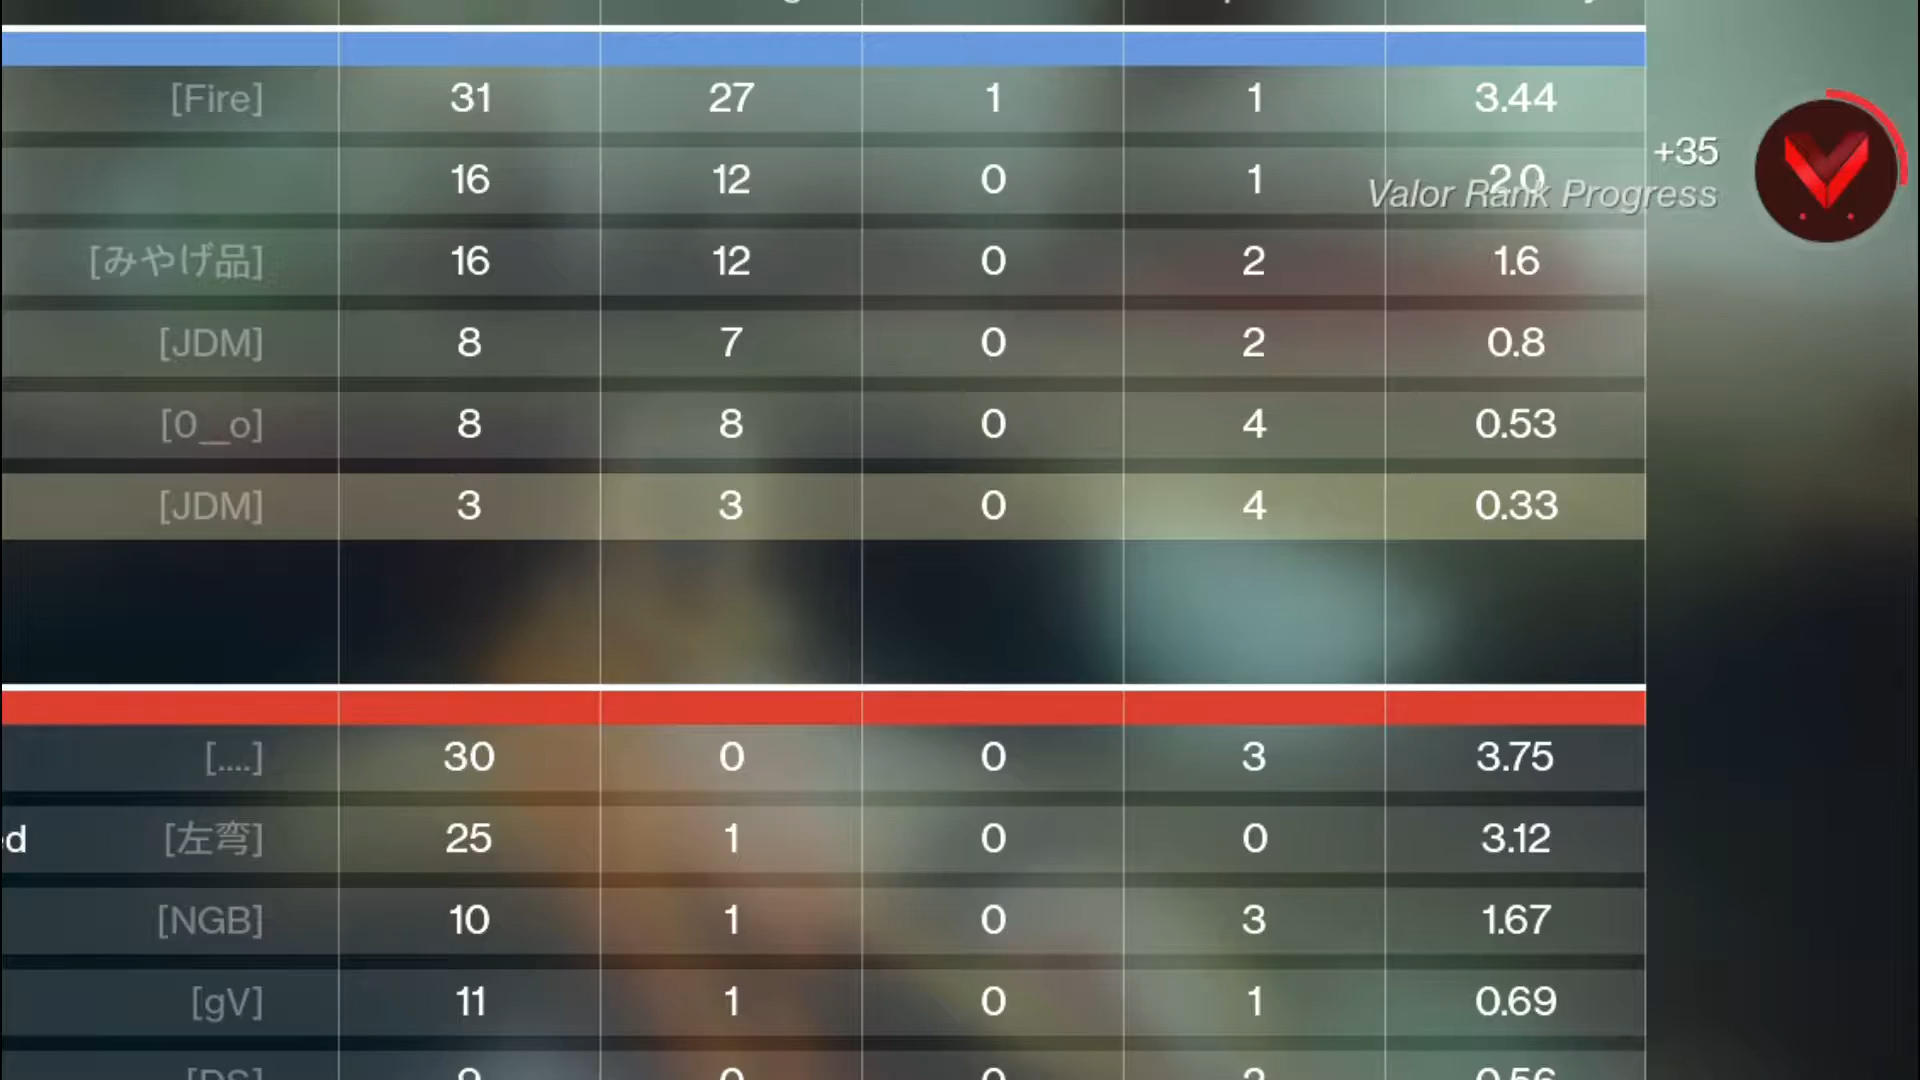 [Fire] 31 27 1 1 3.44
+35
16 12 0 1 2.0
Valor Rank Progress
[みやげ品] 16 12 0 2 1.6
[JDM] 8 7 0 2 0.8
[0__o] 8 8 0 4 0.53
[JDM] 3 3 0 4 0.33
[....] 30 0 0 3 3.75
ed [左弯] 25 1 0 0 3.12
[NGB] 10 1 0 3 1.67
[gV] 11 1 0 1 0.69